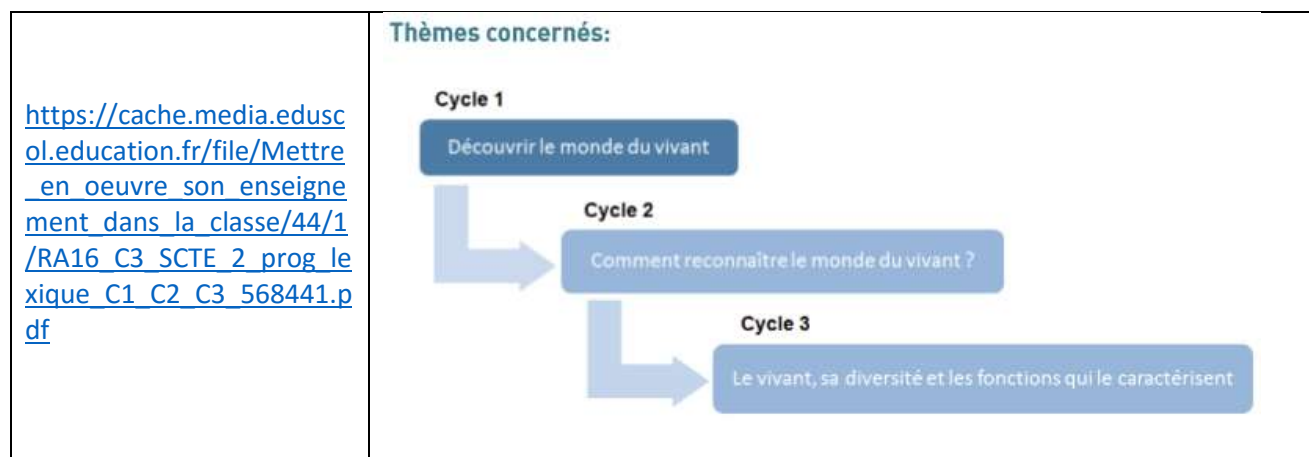 https://cache.media.edusc
ol.education.fr/file/Mettre
_en_oeuvre_son_enseigne
ment_dans_la_classe/44/1
/RA16_C3_SCTE_2_prog_le
xique_C1_C2_C3_568441.p
df
Thèmes concernés:
Cycle 1
Découvrir le monde du vivant
Cycle 2
Comment reconnaître le monde du vivant ?
Cycle 3
Le vivant, sa diversité et les fonctions qui le caractérisent